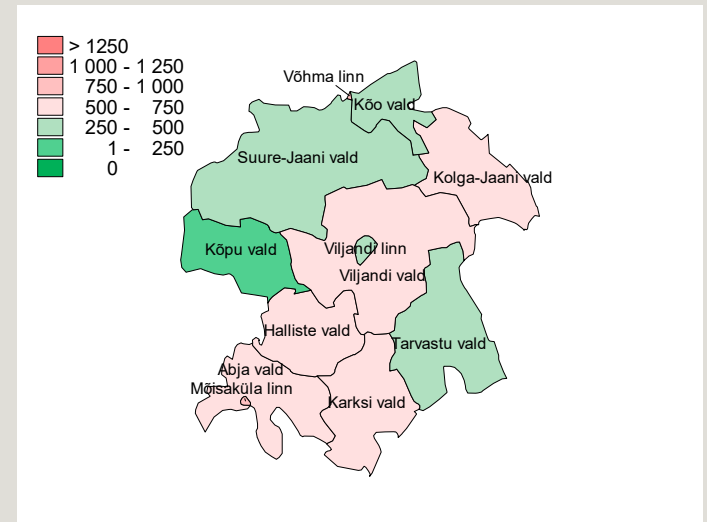 > 1250
1 000 - 1 250
750 - 1 000
500 - 750
250 - 500
1 - 250
0
Võhma linn
Kõo vald
Suure-Jaani vald
Kolga-Jaani vald
Kõpu vald
Viljandi linn
Viljandi vald
Halliste vald
Tarvastu vald
Abja vald
Mõisaküla linn
Karksi vald